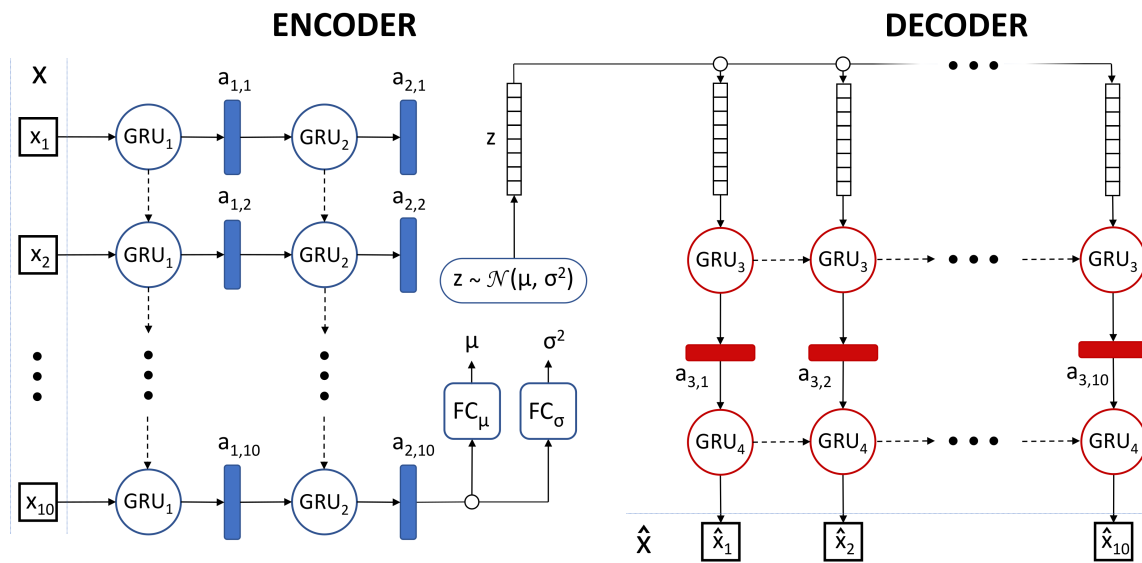 ENCODER
DECODER
X
a1,1
a2,1
x1
GRU1
GRU2
a1,2
a2,2
x2
GRU1
GRU2
a1,10
a2,10
x10
GRU1
GRU2
μ
σ²
FCμ
FCσ
z
z ~ 𝒩(μ, σ²)
GRU3
GRU3
GRU3
a3,1
a3,2
a3,10
GRU4
GRU4
GRU4
X̂
x̂1
x̂2
x̂10